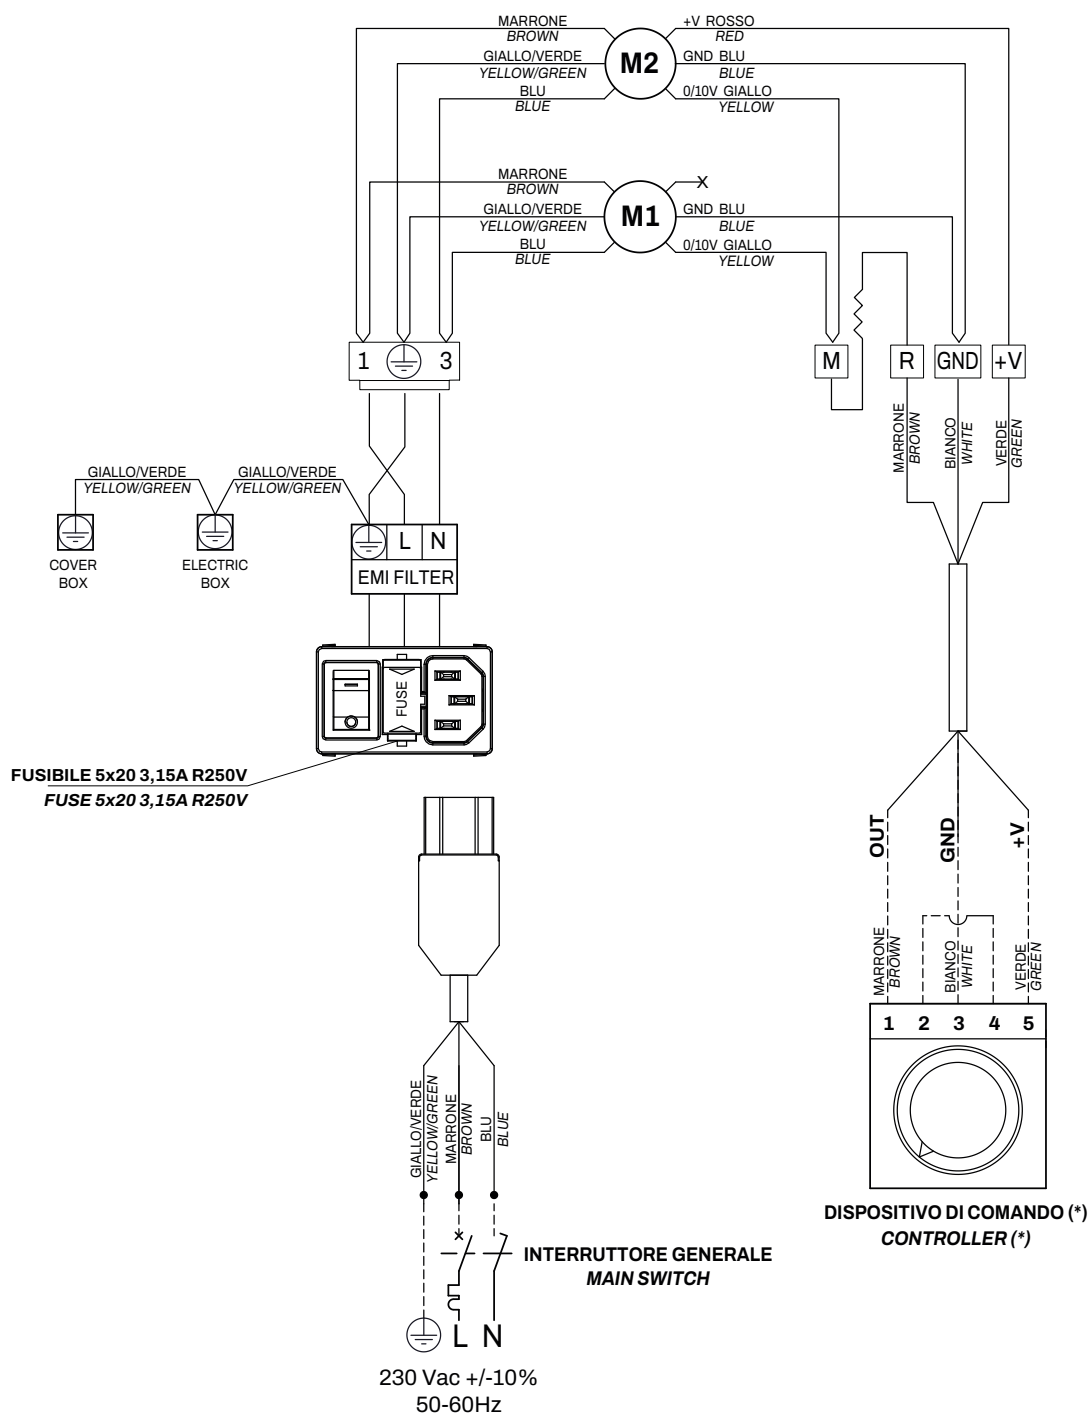 MARRONE
BROWN
+V ROSSO
RED
GIALLO/VERDE
YELLOW/GREEN
M2
GND BLU
BLUE
BLU
BLUE
0/10V GIALLO
YELLOW
MARRONE
BROWN
X
GIALLO/VERDE
YELLOW/GREEN
M1
GND BLU
BLUE
BLU
BLUE
0/10V GIALLO
YELLOW
1 3
M R GND +V
MARRONE
BROWN
BIANCO
WHITE
VERDE
GREEN
GIALLO/VERDE
YELLOW/GREEN
GIALLO/VERDE
YELLOW/GREEN
COVER
BOX
ELECTRIC
BOX
L N
EMI FILTER
FUSE
FUSIBILE 5x20 3,15A R250V
FUSE 5x20 3,15A R250V
OUT
GND
+V
MARRONE
BROWN
BIANCO
WHITE
VERDE
GREEN
1 2 3 4 5
DISPOSITIVO DI COMANDO (*)
CONTROLLER (*)
GIALLO/VERDE
YELLOW/GREEN
MARRONE
BROWN
BLU
BLUE
INTERRUTTORE GENERALE
MAIN SWITCH
L N
230 Vac +/-10%
50-60Hz